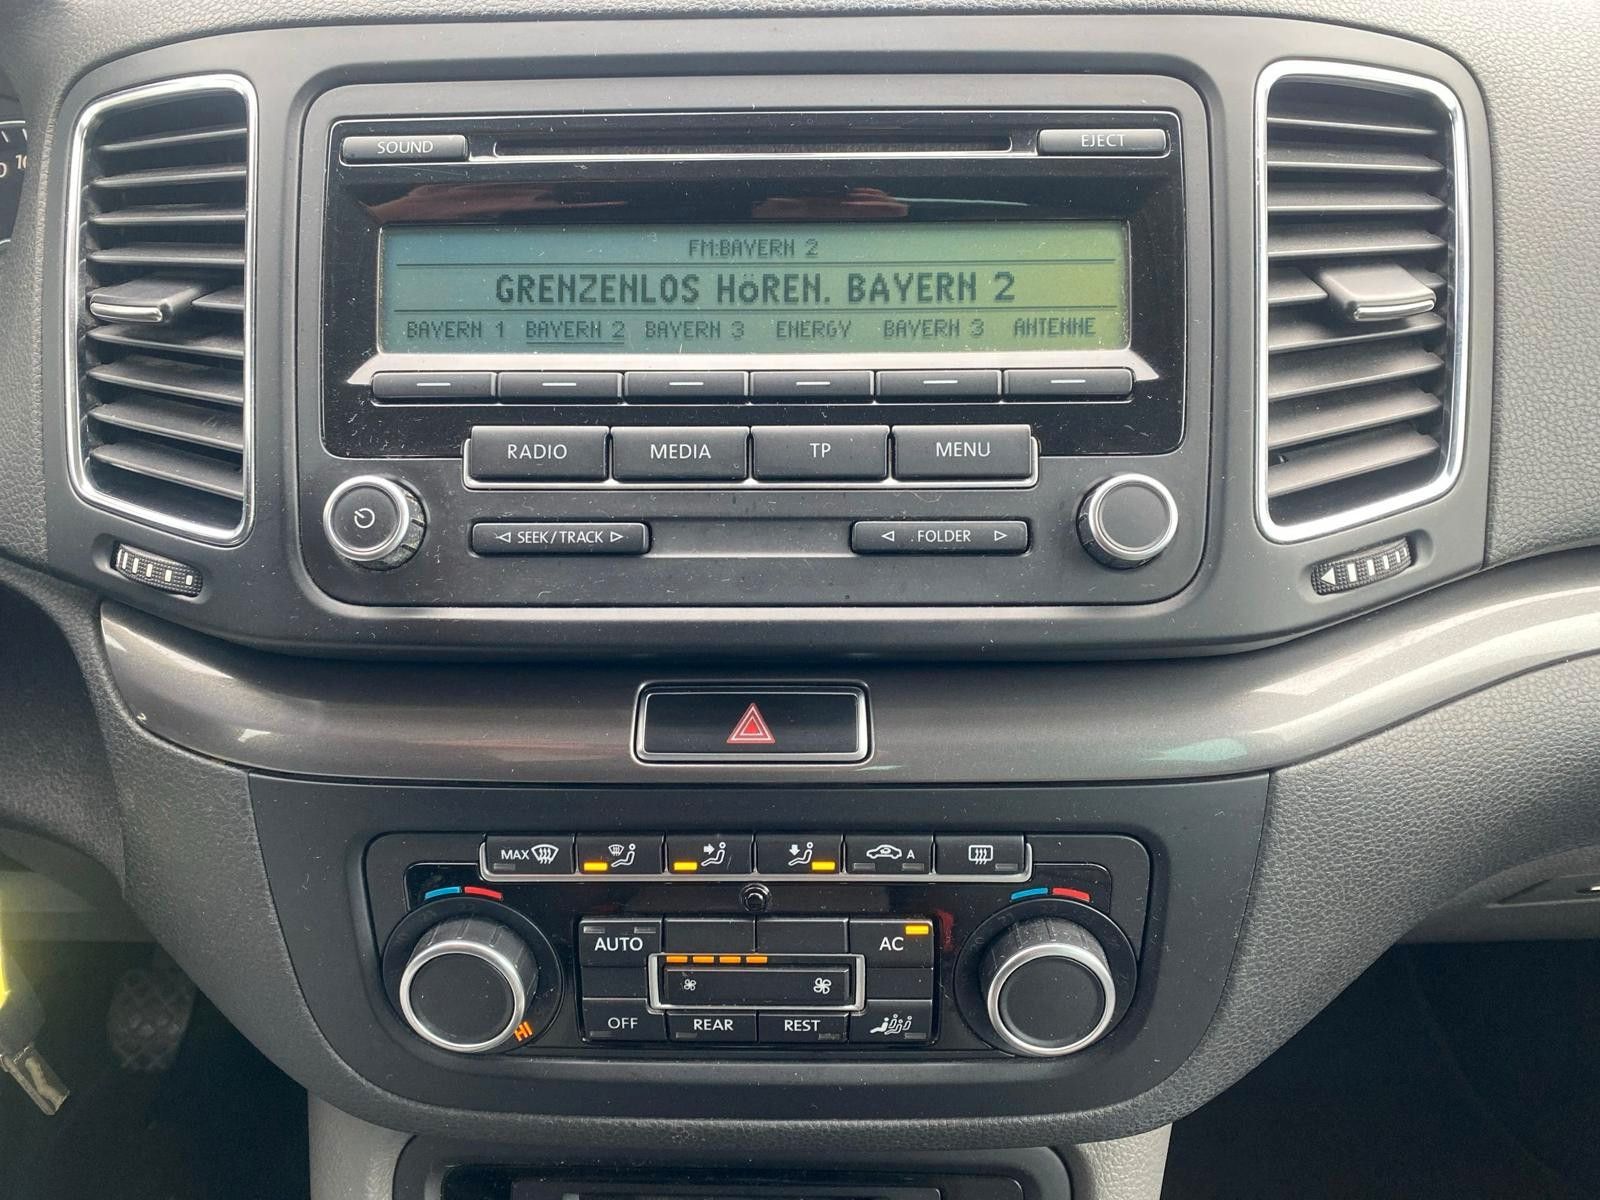 SOUND
EJECT
FM:BAYERN 2
GRENZENLOS HöREN. BAYERN 2
BAYERN 1 BAYERN 2 BAYERN 3 ENERGY BAYERN 3 ANTENNE
RADIO MEDIA TP MENU
SEEK/TRACK
FOLDER
MAX
A
AUTO
AC
OFF REAR REST
HI